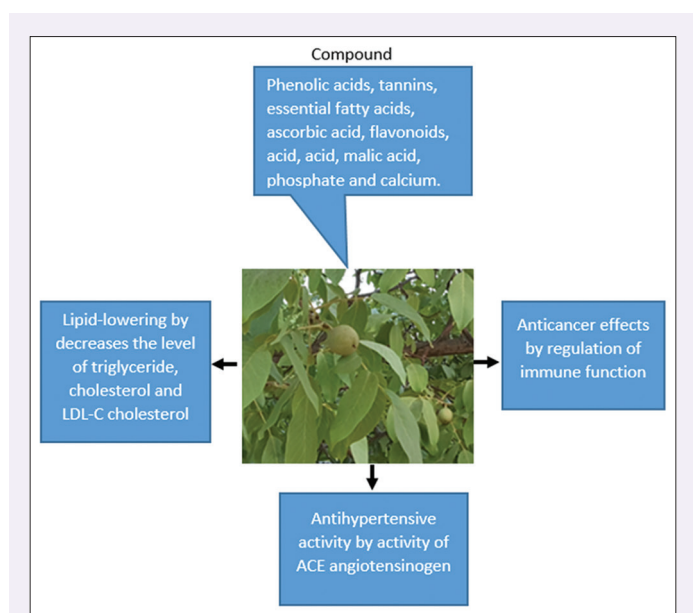 Compound
Phenolic acids, tannins,
essential fatty acids,
ascorbic acid, flavonoids,
acid, acid, malic acid,
phosphate and calcium.
Lipid-lowering by
decreases the level
of triglyceride,
cholesterol and
LDL-C cholesterol
Anticancer effects
by regulation of
immune function
Antihypertensive
activity by activity of
ACE angiotensinogen